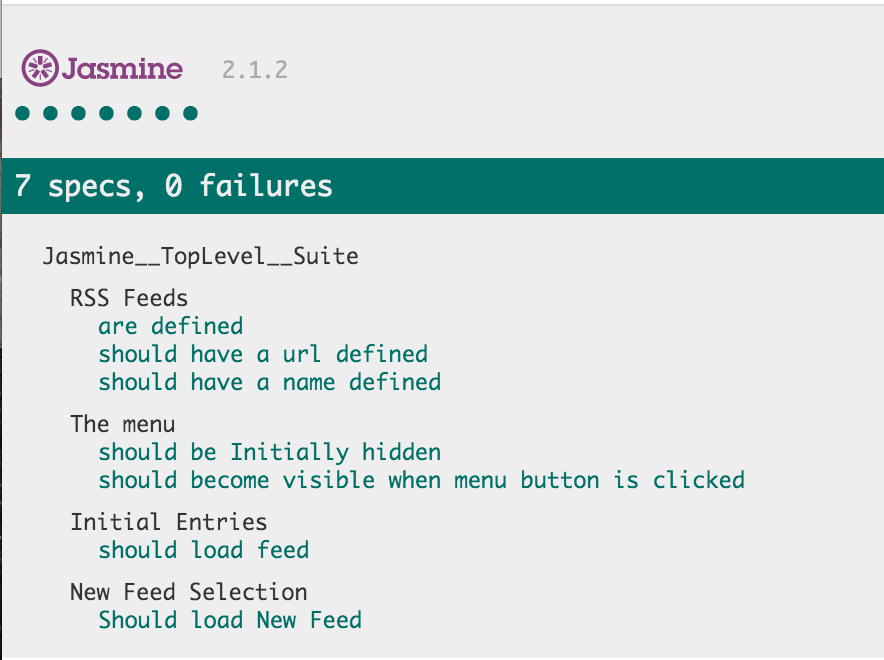 Jasmine 2.1.2
7 specs, 0 failures
Jasmine__TopLevel__Suite
RSS Feeds
are defined
should have a url defined
should have a name defined
The menu
should be Initially hidden
should become visible when menu button is clicked
Initial Entries
should load feed
New Feed Selection
Should load New Feed